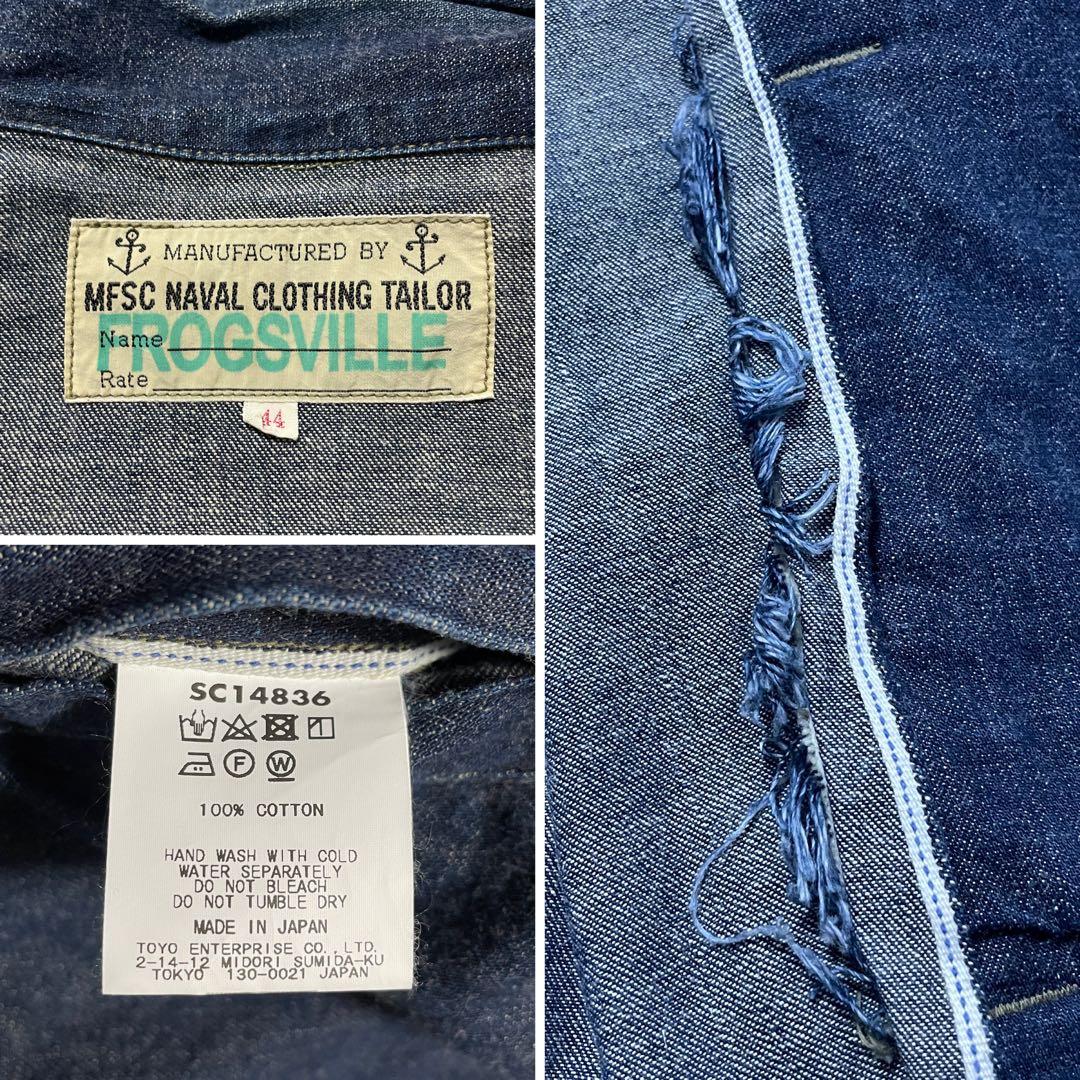 MANUFACTURED BY
MFSC NAVAL CLOTHING TAILOR
FROGSVILLE
Name
Rate
44
SC14836
F W
100% COTTON
HAND WASH WITH COLD
WATER SEPARATELY
DO NOT BLEACH
DO NOT TUMBLE DRY
MADE IN JAPAN
TOYO ENTERPRISE CO., LTD.
2-14-12 MIDORI SUMIDA-KU
TOKYO 130-0021 JAPAN